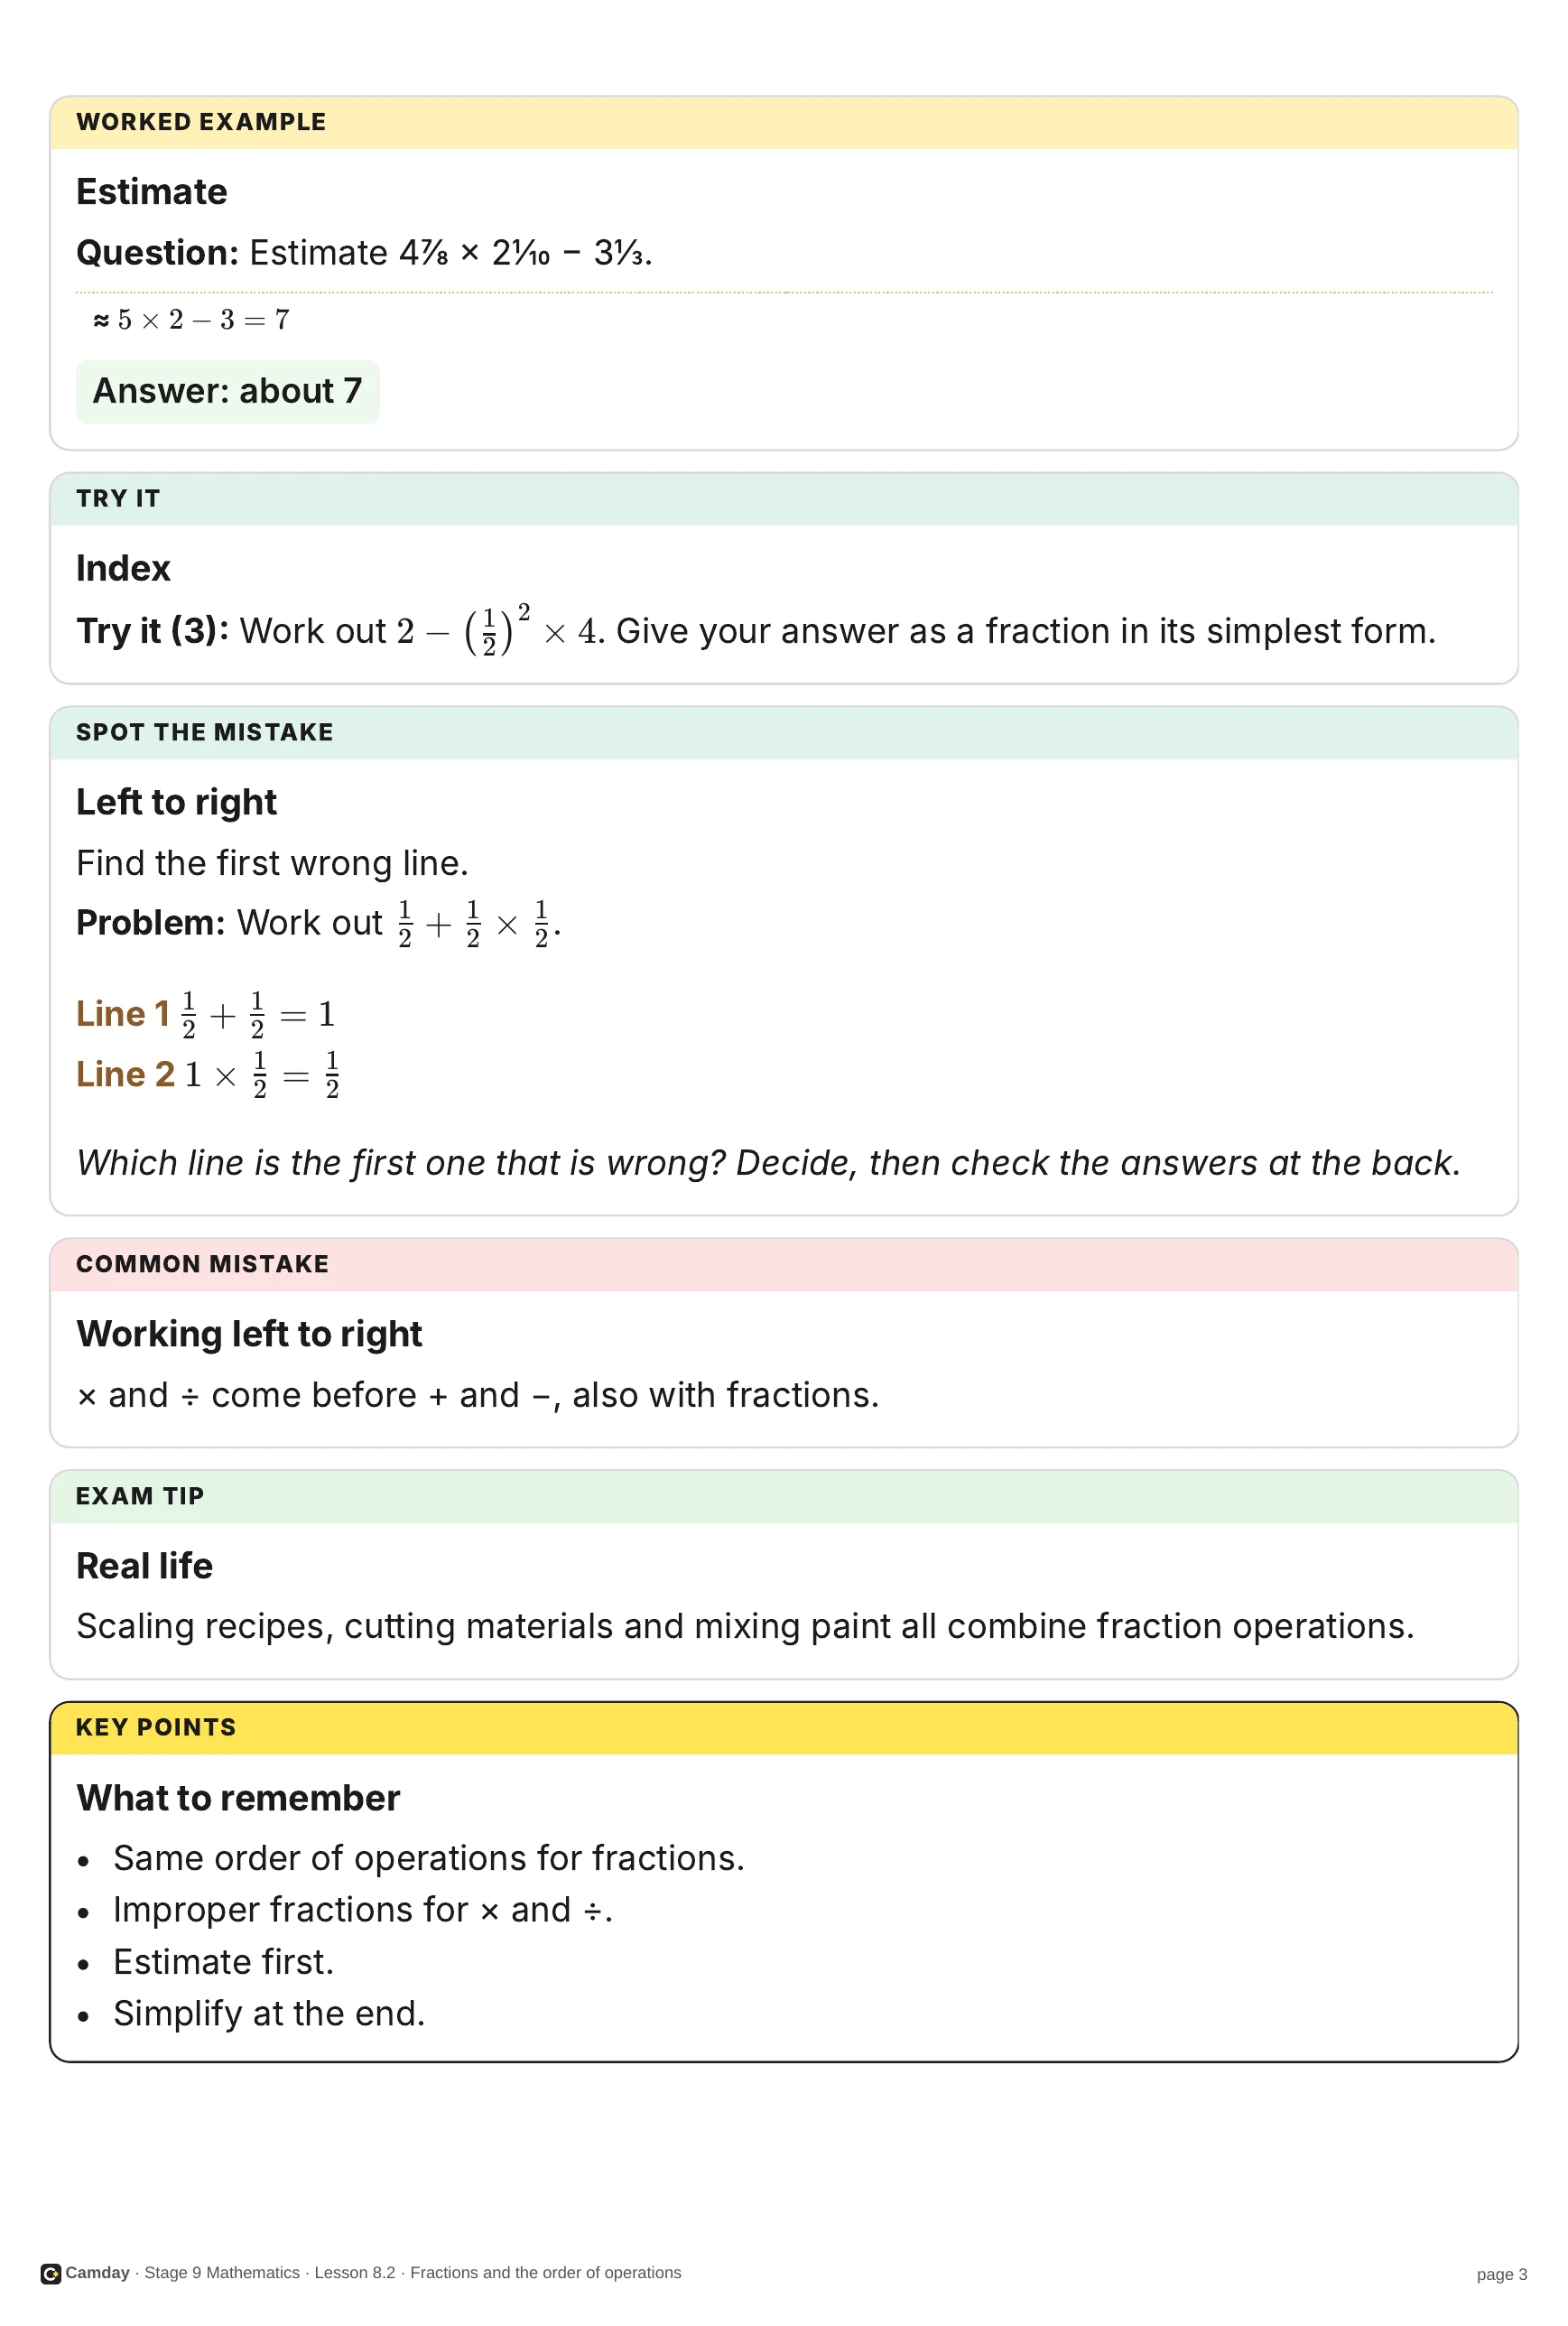 WORKED EXAMPLE
Estimate
Question: Estimate 4⅞ × 2⅒ − 3⅓.
≈ 5 × 2 − 3 = 7
Answer: about 7
TRY IT
Index
Try it (3): Work out 2 − (1/2)² × 4. Give your answer as a fraction in its simplest form.
SPOT THE MISTAKE
Left to right
Find the first wrong line.
Problem: Work out 1/2 + 1/2 × 1/2.
Line 1 1/2 + 1/2 = 1
Line 2 1 × 1/2 = 1/2
Which line is the first one that is wrong? Decide, then check the answers at the back.
COMMON MISTAKE
Working left to right
× and ÷ come before + and −, also with fractions.
EXAM TIP
Real life
Scaling recipes, cutting materials and mixing paint all combine fraction operations.
KEY POINTS
What to remember
• Same order of operations for fractions.
• Improper fractions for × and ÷.
• Estimate first.
• Simplify at the end.
Camday · Stage 9 Mathematics · Lesson 8.2 · Fractions and the order of operations
page 3